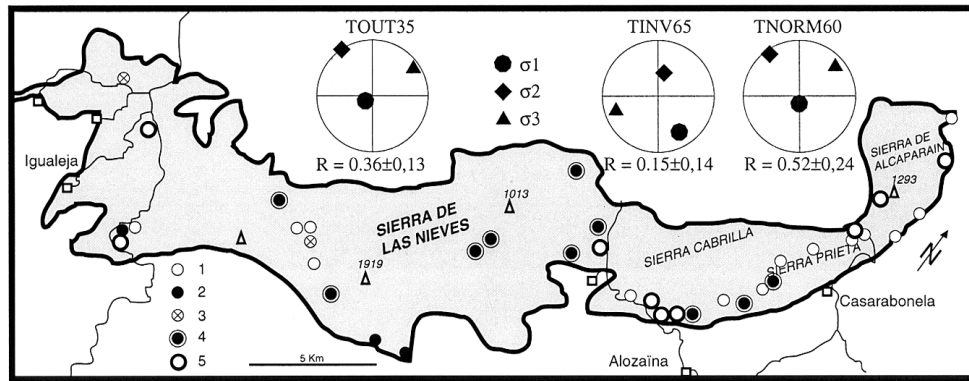 TOUT35
TINV65
TNORM60
σ1
σ2
σ3
R = 0.36±0,13
R = 0.15±0,14
R = 0.52±0,24
Igualeja
SIERRA DE
ALCAPARAIN
1293
1013
SIERRA DE
LAS NIEVES
1919
SIERRA CABRILLA
SIERRA PRIETA
N
Casarabonela
Alozaïna
1
2
3
4
5
5 Km